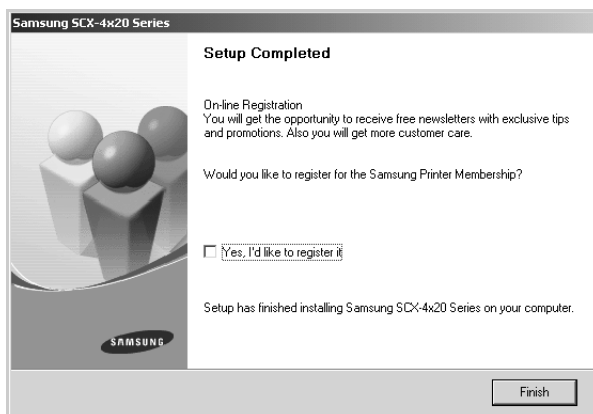 Samsung SCX-4x20 Series
Setup Completed
On-line Registration
You will get the opportunity to receive free newsletters with exclusive tips
and promotions. Also you will get more customer care.
Would you like to register for the Samsung Printer Membership?
Yes, I'd like to register it
Setup has finished installing Samsung SCX-4x20 Series on your computer.
SAMSUNG
Finish